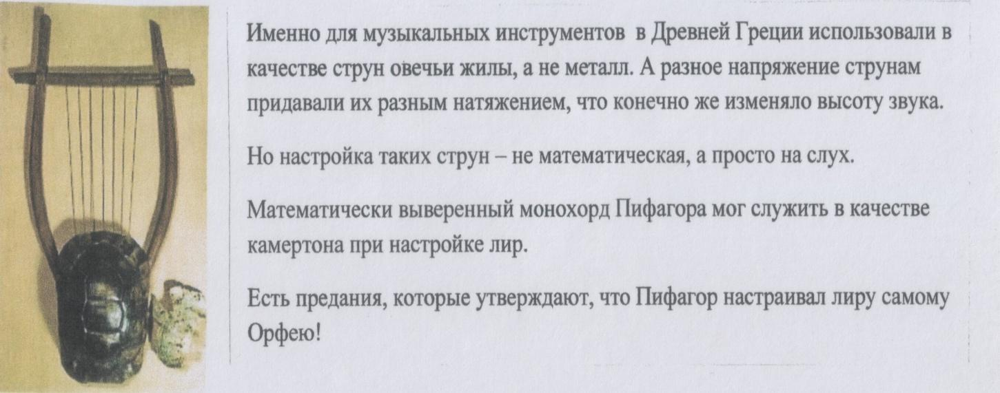 Именно для музыкальных инструментов в Древней Греции использовали в
качестве струн овечьи жилы, а не металл. А разное напряжение струнам
придавали их разным натяжением, что конечно же изменяло высоту звука.
Но настройка таких струн – не математическая, а просто на слух.
Математически выверенный монохорд Пифагора мог служить в качестве
камертона при настройке лир.
Есть предания, которые утверждают, что Пифагор настраивал лиру самому
Орфею!